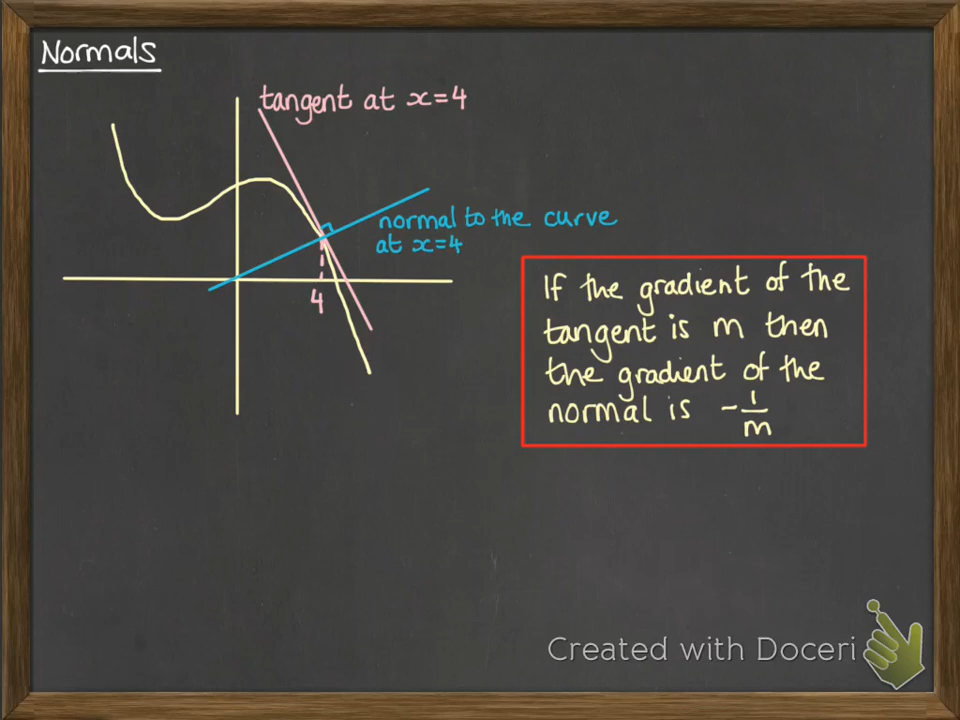 Normals
tangent at x=4
normal to the curve
at x=4
4
If the gradient of the
tangent is m then
the gradient of the
normal is -1/m
Created with Doceri